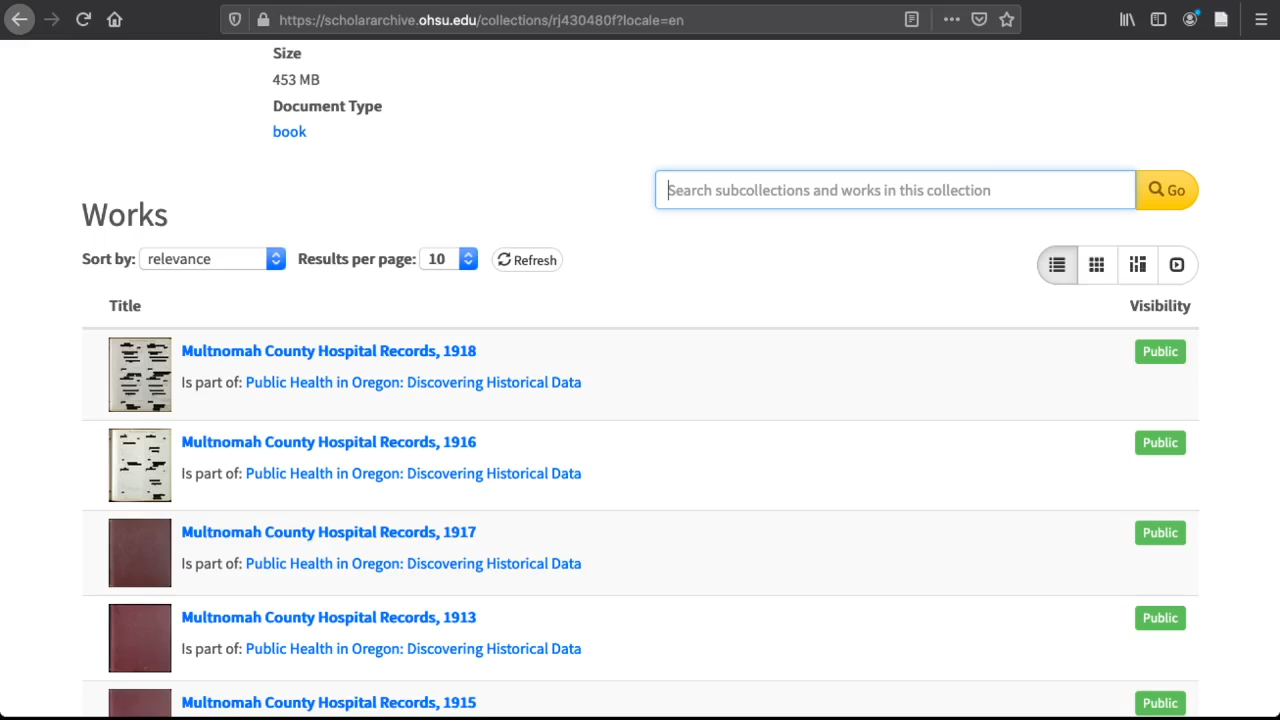 https://scholararchive.ohsu.edu/collections/rj430480f?locale=en
Size
453 MB
Document Type
book
Search subcollections and works in this collection
Go
Works
Sort by: relevance Results per page: 10 Refresh
Title Visibility
Multnomah County Hospital Records, 1918 Public
Is part of: Public Health in Oregon: Discovering Historical Data
Multnomah County Hospital Records, 1916 Public
Is part of: Public Health in Oregon: Discovering Historical Data
Multnomah County Hospital Records, 1917 Public
Is part of: Public Health in Oregon: Discovering Historical Data
Multnomah County Hospital Records, 1913 Public
Is part of: Public Health in Oregon: Discovering Historical Data
Multnomah County Hospital Records, 1915 Public